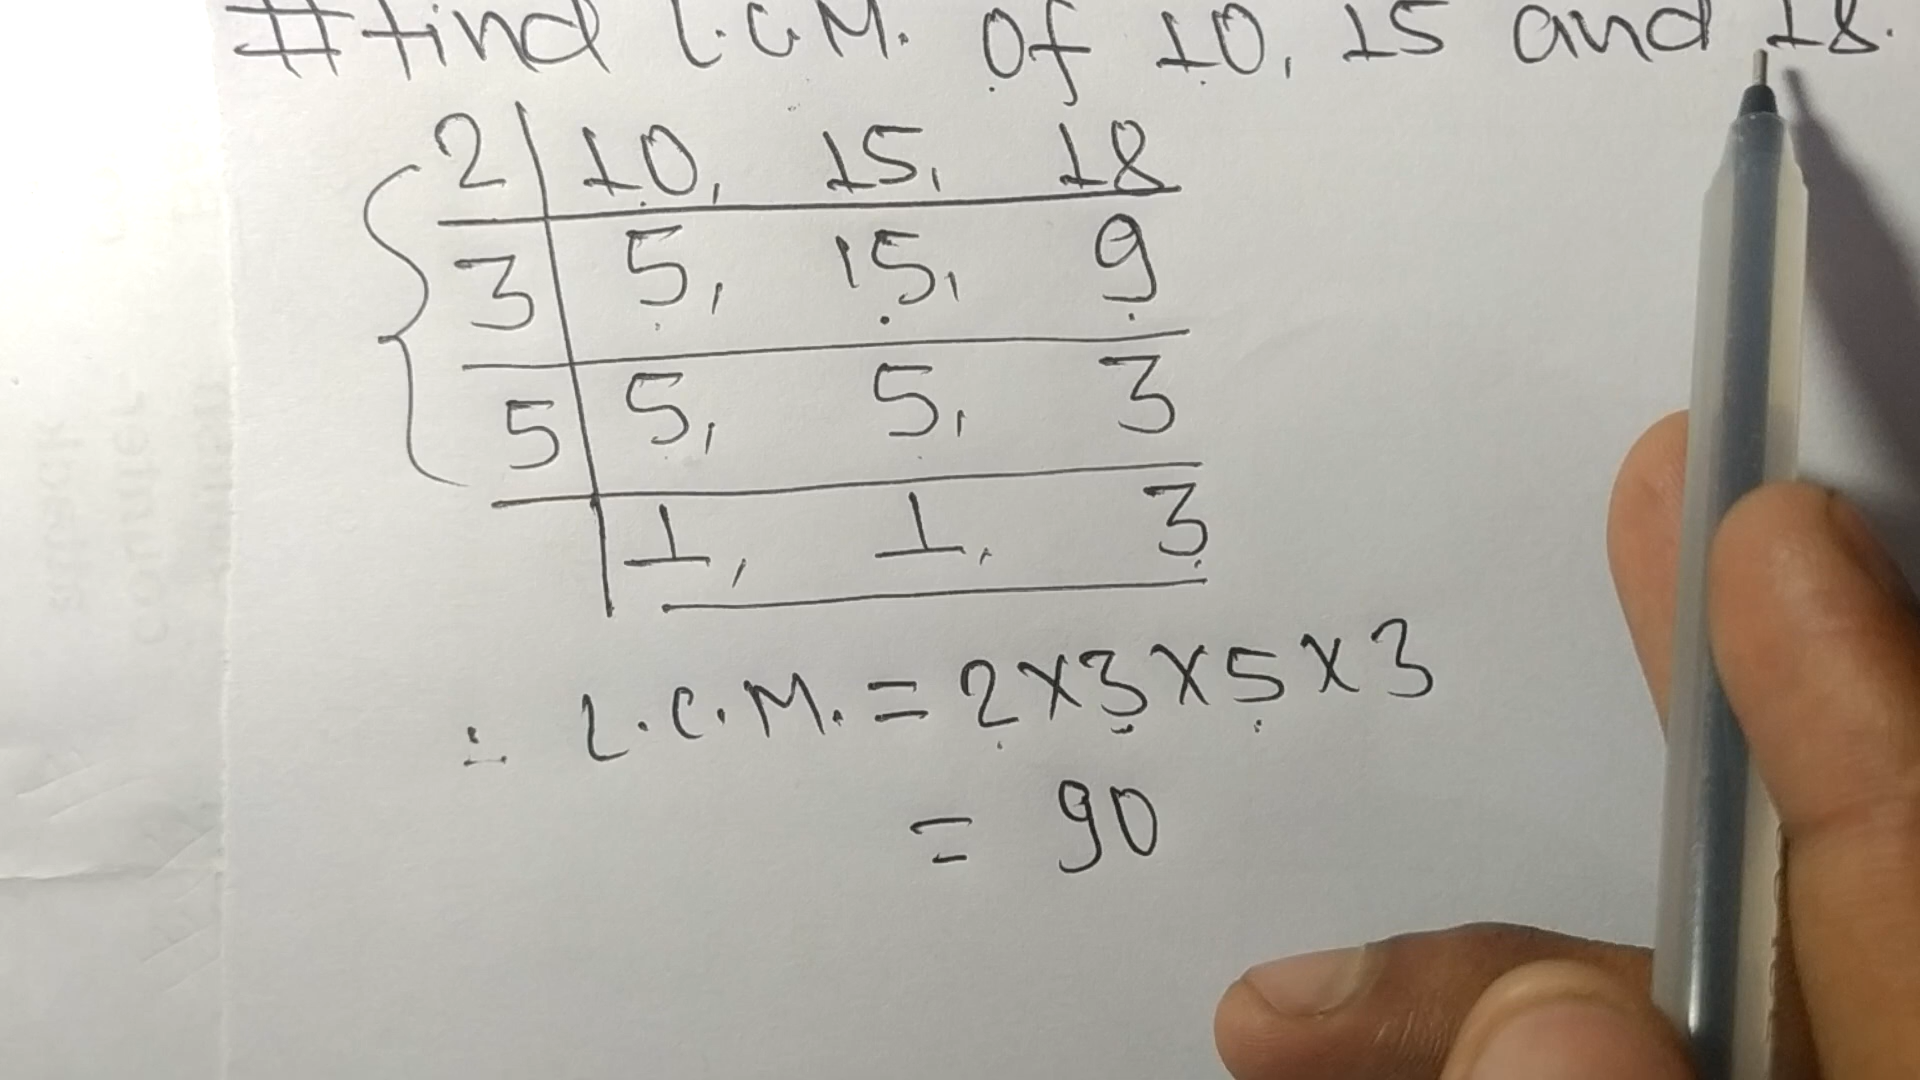 # find L.C.M. of 10, 15 and 18.
2 | 10, 15, 18
3 | 5, 15, 9
5 | 5, 5, 3
| 1, 1, 3
∴ L.C.M. = 2×3×5×3
= 90